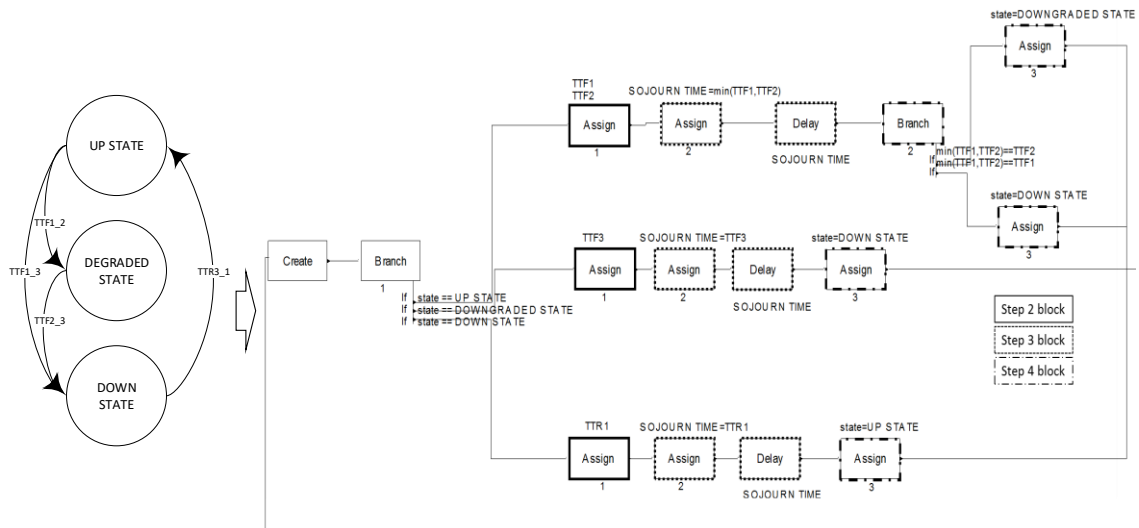 UP STATE
TTF1_2
TTF1_3
DEGRADED
STATE
TTR3_1
TTF2_3
DOWN
STATE
Create
Branch
1
If state == UP STATE
If state == DOWNGRADED STATE
If state == DOWN STATE
TTF1
TTF2
Assign
1
SOJOURN TIME=min(TTF1,TTF2)
Assign
2
Delay
SOJOURN TIME
Branch
2
If min(TTF1,TTF2)==TTF2
If min(TTF1,TTF2)==TTF1
state=DOWNGRADED STATE
Assign
3
state=DOWN STATE
Assign
3
TTF3
Assign
1
SOJOURN TIME=TTF3
Assign
2
Delay
SOJOURN TIME
state=DOWN STATE
Assign
3
TTR1
Assign
1
SOJOURN TIME=TTR1
Assign
2
Delay
SOJOURN TIME
state=UP STATE
Assign
3
Step 2 block
Step 3 block
Step 4 block